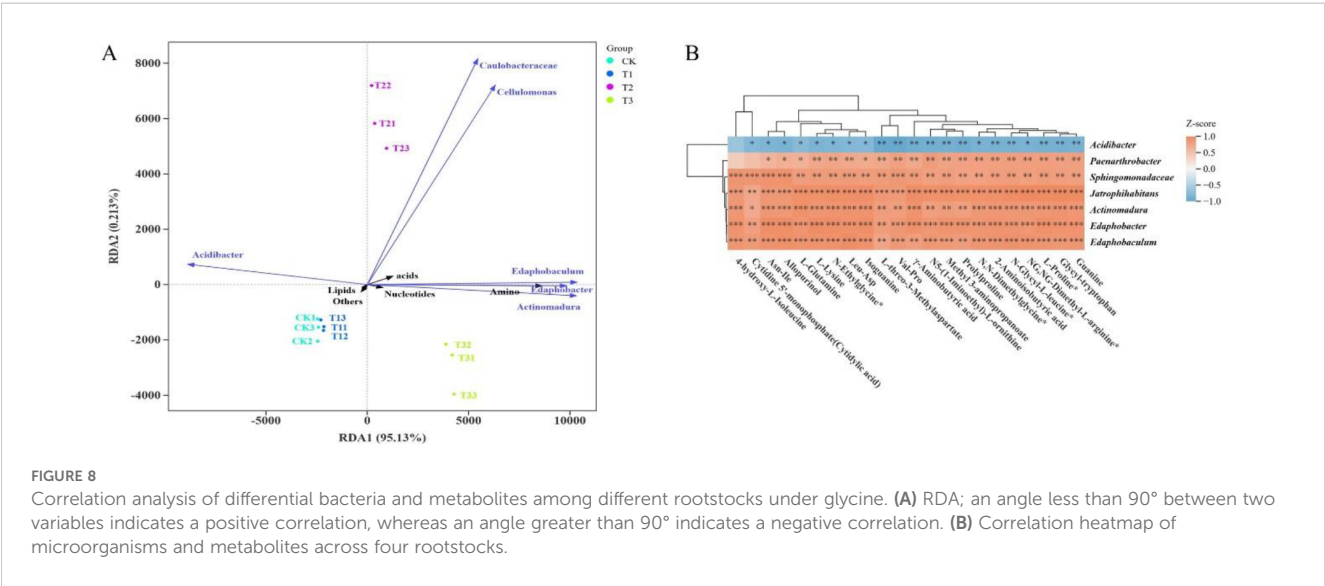 A
Group
CK
T1
T2
T3
8000
6000
4000
2000
0
-2000
-4000
RDA2 (0.213%)
T22
T21
T23
Caulobacteraceae
Cellulomonas
Acidibacter
acids
Lipids
Others
Nucleotides
Amino
Edaphobaculum
Edaphobacter
Actinomadura
CK1
T13
CK3
T11
T12
CK2
T32
T31
T33
-5000
0
5000
10000
RDA1 (95.13%)
B
Z-score
1.0
0.5
0.0
−0.5
−1.0
Acidibacter
Paenarthrobacter
Sphingomonadaceae
Jatrophihabitans
Actinomadura
Edaphobacter
Edaphobaculum
4-hydroxy-L-Isoleucine
Cytidine 5'-monophosphate(Cytidylic acid)
Asn-Ile
Allopurinol
L-Glutamine
L-Lysine
N-Ethylglycine*
Leu-Asp
Isoguanine
L-threo-3-Methylaspartate
Val-Pro
7-Aminobutyric acid
N5-(1-Iminoethyl)-L-ornithine
Methyl 3-aminopropanoate
Prolylproline
N,N-Dimethylglycine*
2-Aminoisobutyric acid
N-Glycyl-L-leucine*
NG,NG-Dimethyl-L-arginine*
L-Proline*
Glycyl-tryptophan
Guanine
FIGURE 8
Correlation analysis of differential bacteria and metabolites among different rootstocks under glycine. (A) RDA; an angle less than 90° between two
variables indicates a positive correlation, whereas an angle greater than 90° indicates a negative correlation. (B) Correlation heatmap of
microorganisms and metabolites across four rootstocks.